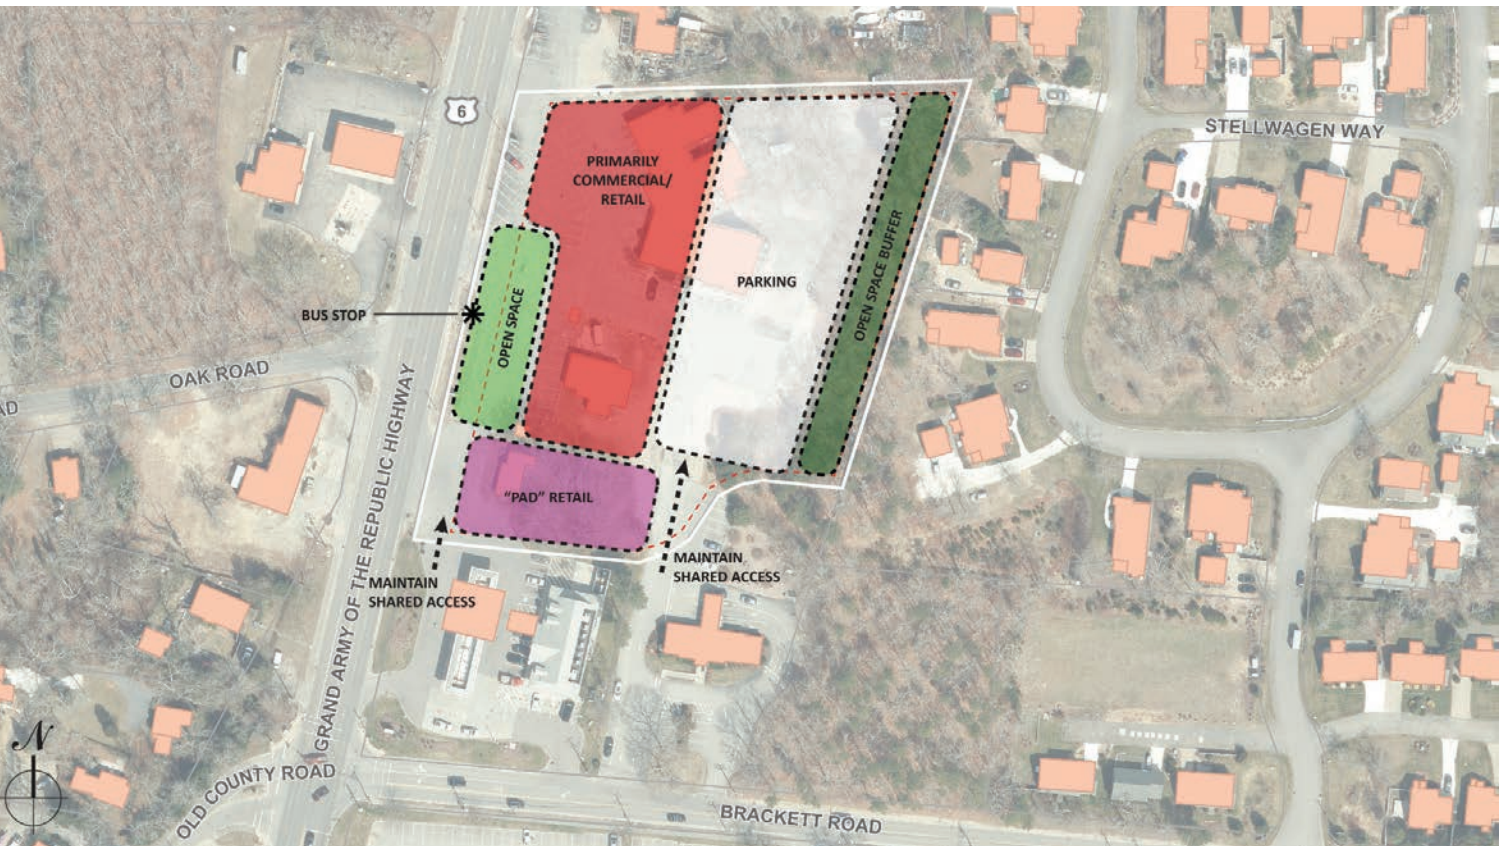 6
STELLWAGEN WAY
PRIMARILY
COMMERCIAL/
RETAIL
OPEN SPACE BUFFER
PARKING
BUS STOP
OPEN SPACE
OAK ROAD
AD
"PAD" RETAIL
GRAND ARMY OF THE REPUBLIC HIGHWAY
MAINTAIN
SHARED ACCESS
MAINTAIN
SHARED ACCESS
N
OLD COUNTY ROAD
BRACKETT ROAD